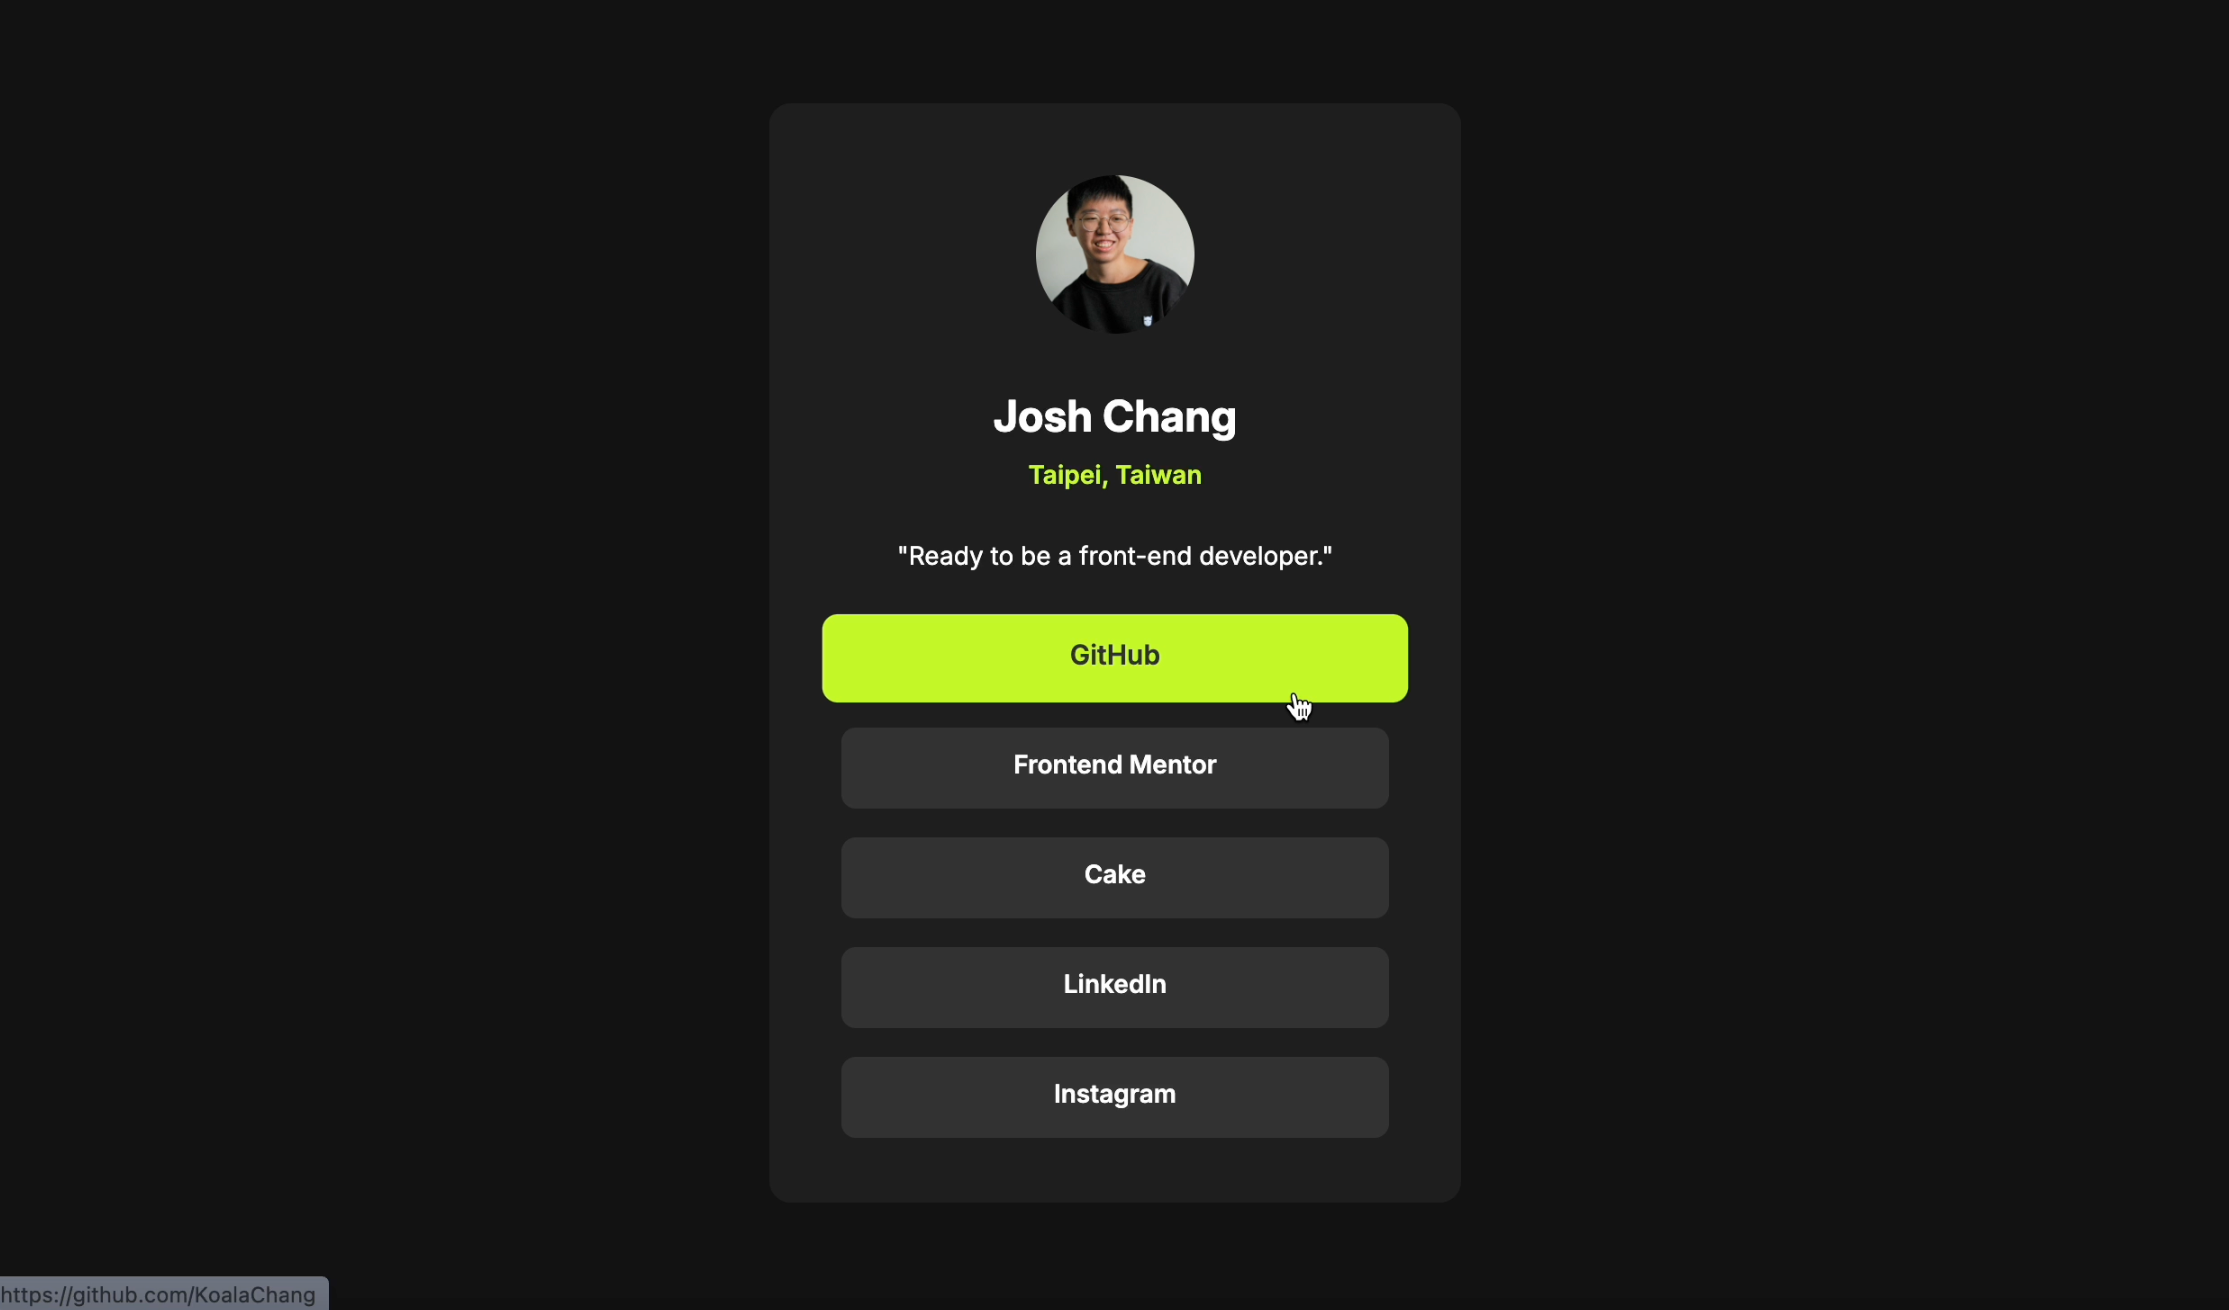 Josh Chang
Taipei, Taiwan
"Ready to be a front-end developer."
GitHub
Frontend Mentor
Cake
LinkedIn
Instagram
https://github.com/KoalaChang